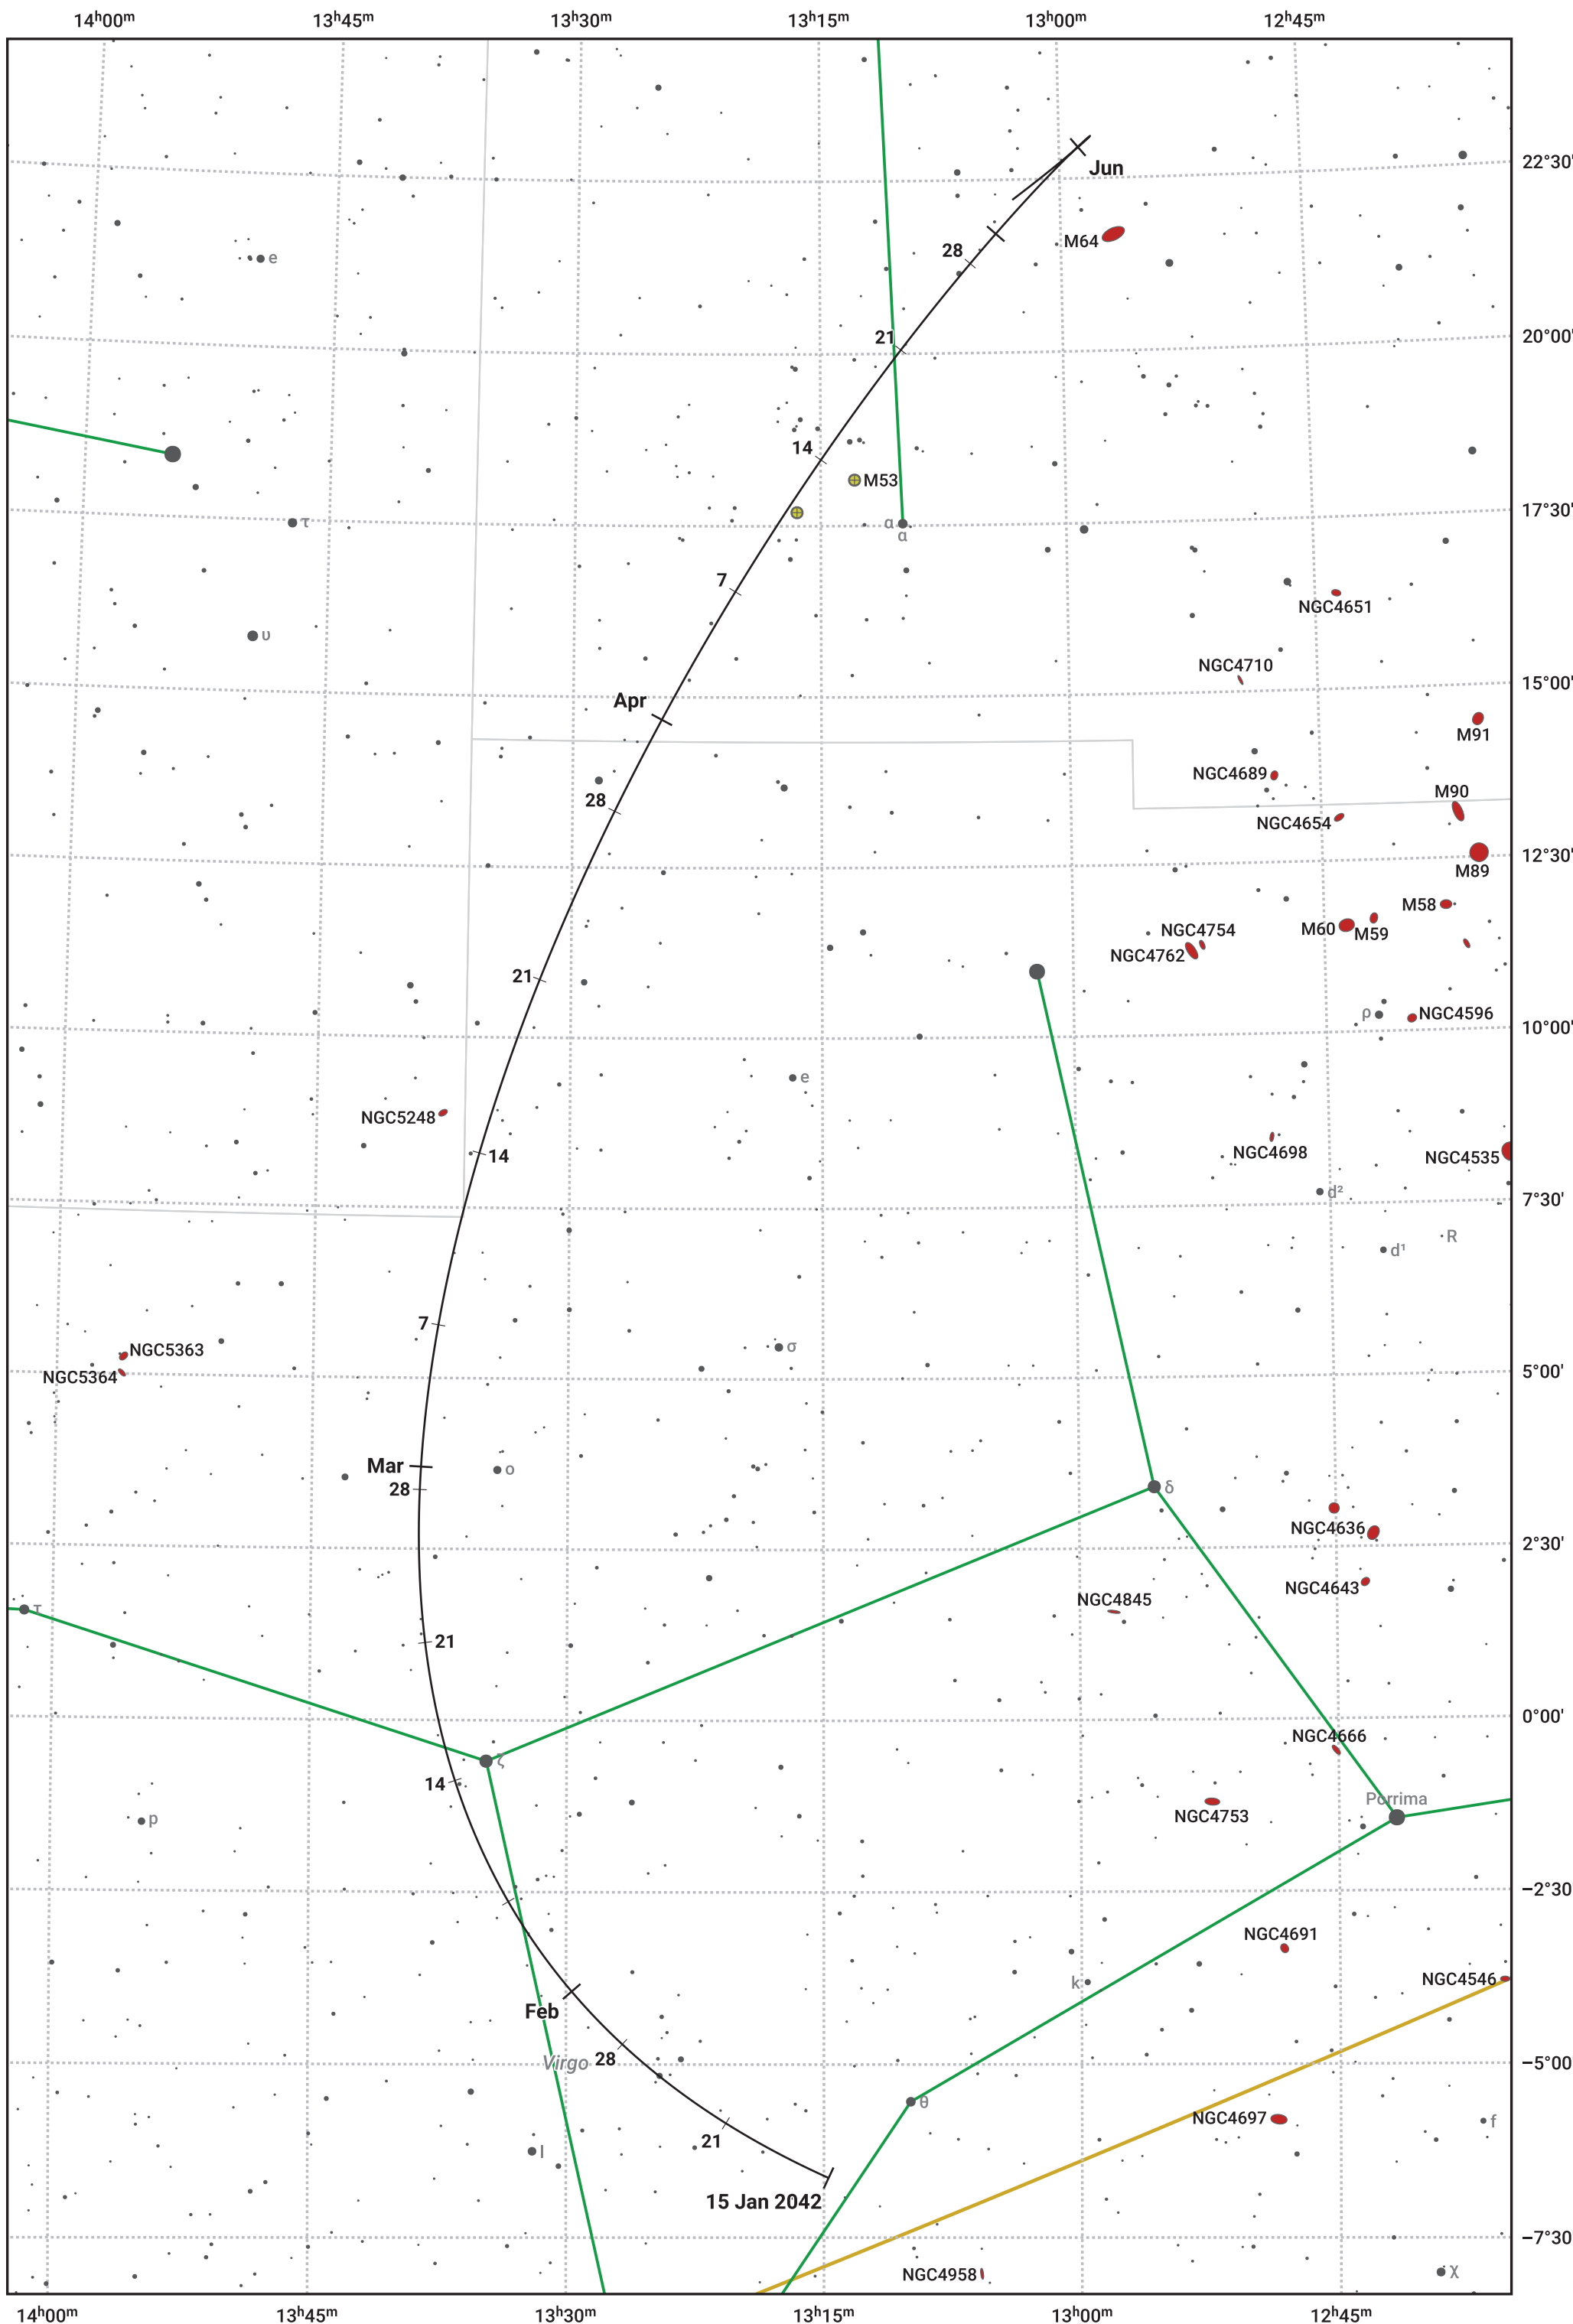 14ʰ00ᵐ 13ʰ45ᵐ 13ʰ30ᵐ 13ʰ15ᵐ 13ʰ00ᵐ 12ʰ45ᵐ
22°30'
Jun
M64
28
e
20°00'
21
14
M53
17°30'
α
α
τ
7
NGC4651
υ
NGC4710
15°00'
Apr
M91
NGC4689
M90
28
NGC4654
12°30'
M89
M58
M60
M59
NGC4754
NGC4762
21
ρ
NGC4596
10°00'
e
NGC5248
14
NGC4698
NGC4535
d²
7°30'
R
d¹
7
NGC5363
σ
5°00'
NGC5364
Mar
o
28
δ
NGC4636
2°30'
NGC4643
NGC4845
τ
21
0°00'
NGC4666
ζ
14
Porrima
p
NGC4753
−2°30
NGC4691
k
NGC4546
Feb
28
Virgo
−5°00
θ
NGC4697
f
21
l
15 Jan 2042
−7°30
NGC4958
χ
14ʰ00ᵐ 13ʰ45ᵐ 13ʰ30ᵐ 13ʰ15ᵐ 13ʰ00ᵐ 12ʰ45ᵐ